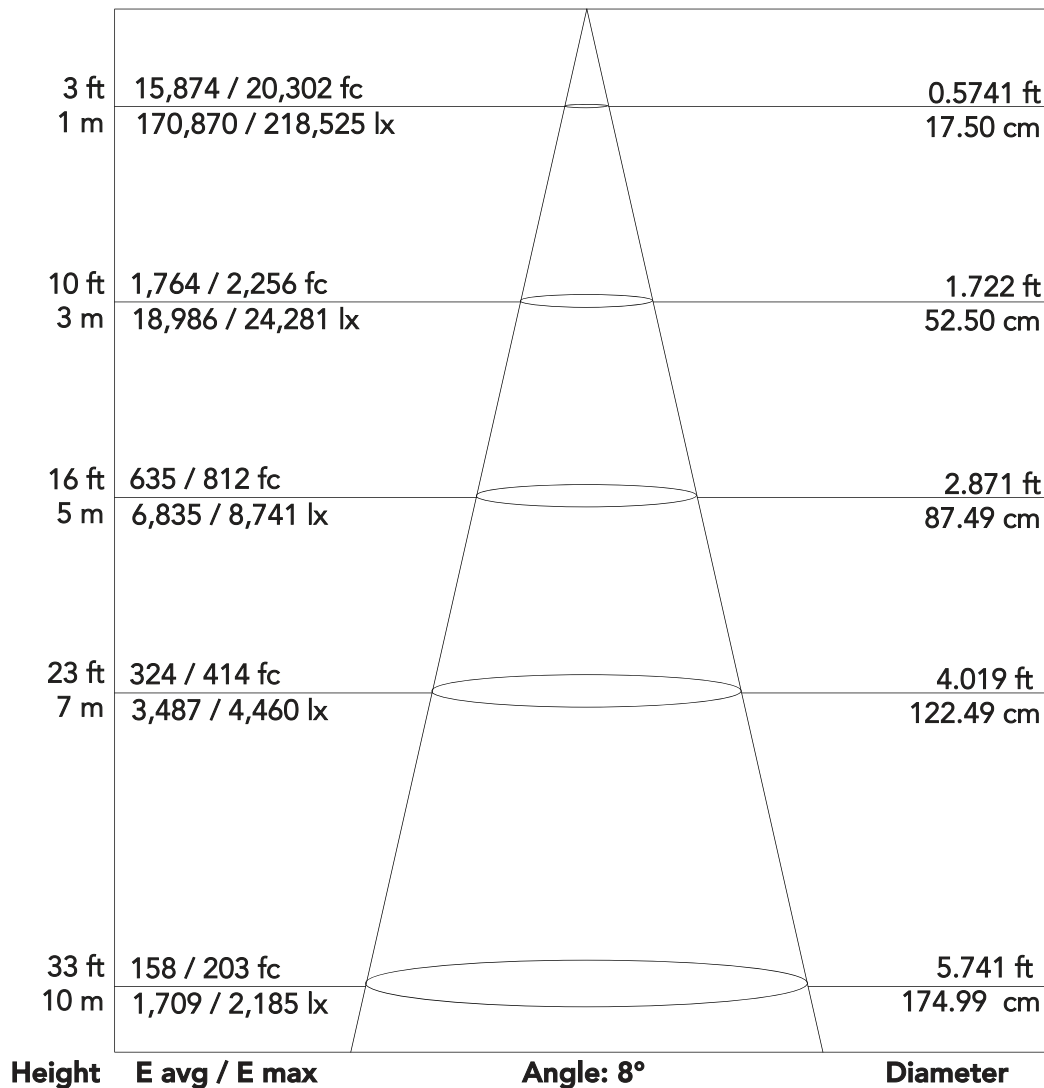 3 ft 15,874 / 20,302 fc 0.5741 ft
1 m 170,870 / 218,525 lx 17.50 cm
10 ft 1,764 / 2,256 fc 1.722 ft
3 m 18,986 / 24,281 lx 52.50 cm
16 ft 635 / 812 fc 2.871 ft
5 m 6,835 / 8,741 lx 87.49 cm
23 ft 324 / 414 fc 4.019 ft
7 m 3,487 / 4,460 lx 122.49 cm
33 ft 158 / 203 fc 5.741 ft
10 m 1,709 / 2,185 lx 174.99 cm
Height E avg / E max Angle: 8° Diameter